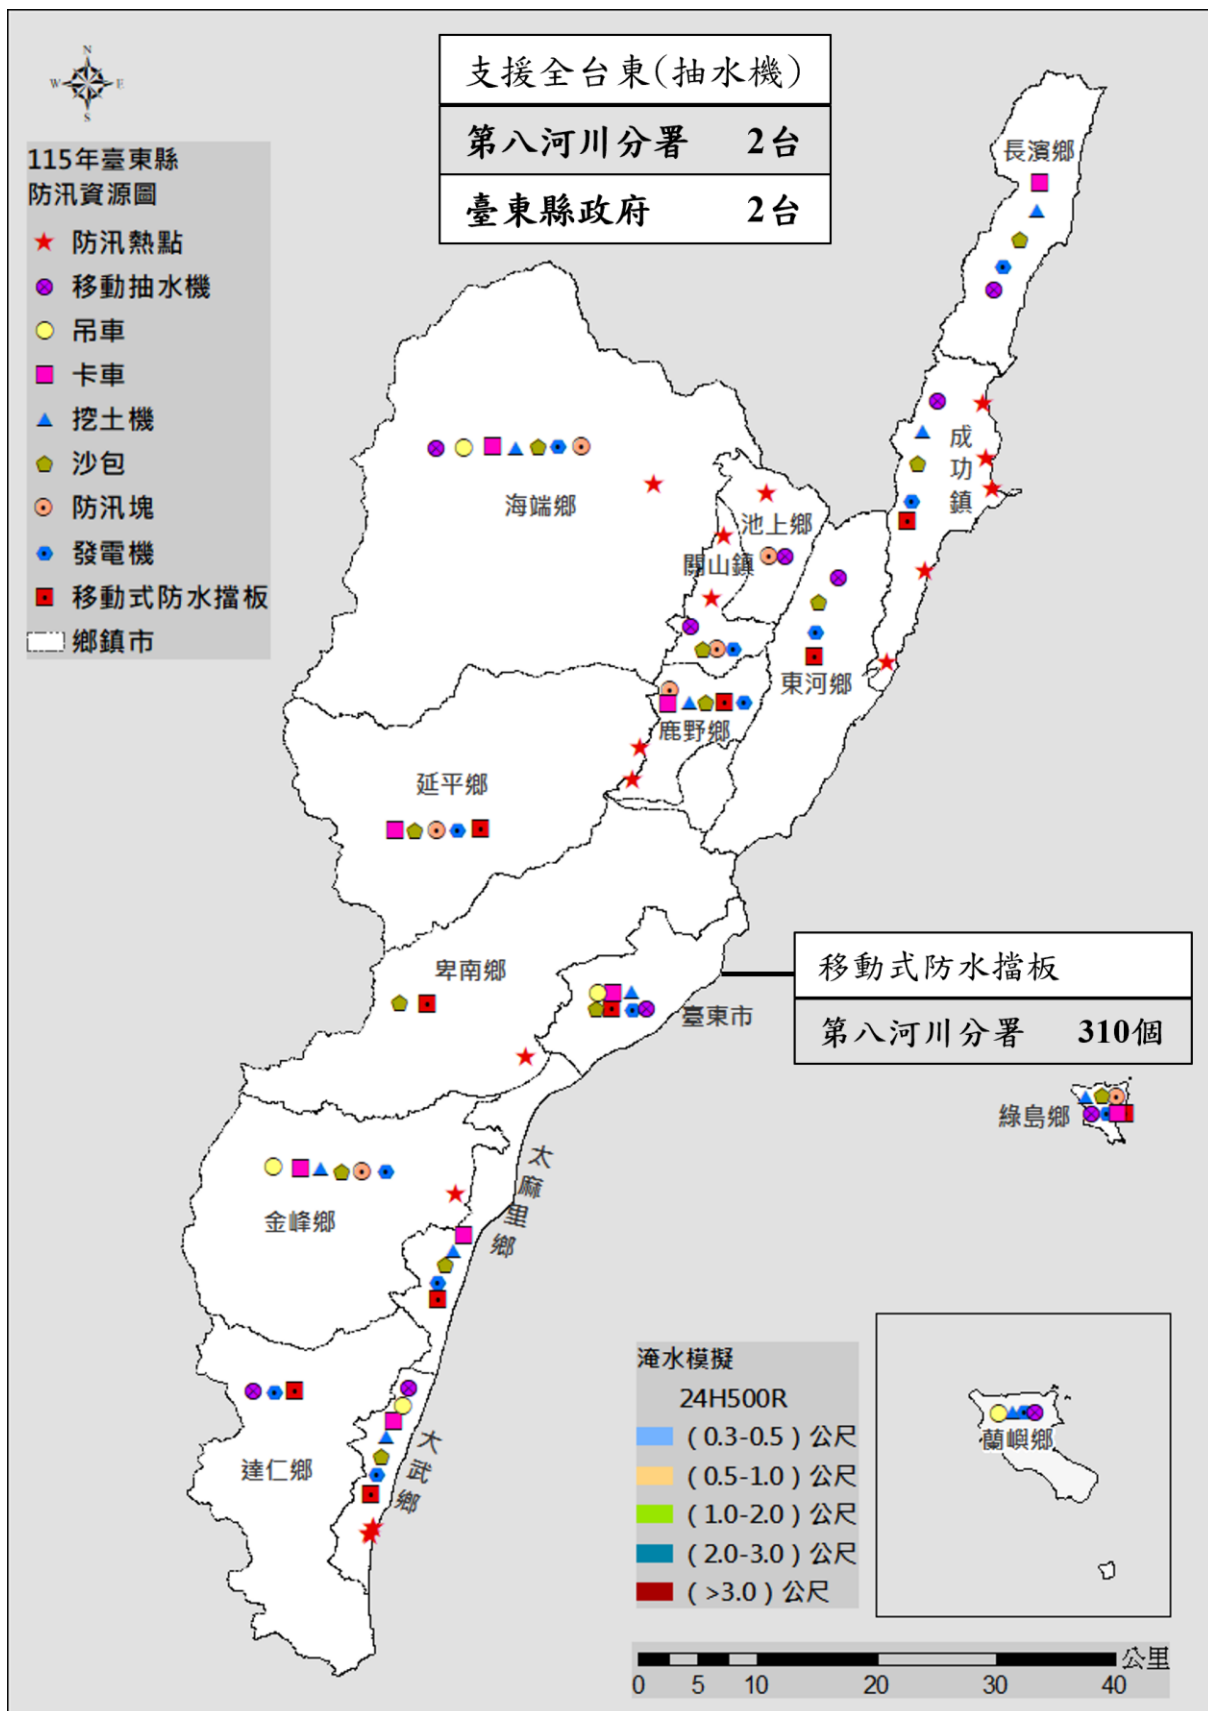 支援全台東(抽水機)
第八河川分署 2台
臺東縣政府 2台
N
W E
S
115年臺東縣
防汛資源圖
防汛熱點
移動抽水機
吊車
卡車
挖土機
沙包
防汛塊
發電機
移動式防水擋板
鄉鎮市
長濱鄉
成功鎮
海端鄉
池上鄉
關山鎮
東河鄉
鹿野鄉
延平鄉
卑南鄉
臺東市
移動式防水擋板
第八河川分署 310個
綠島鄉
太麻里鄉
金峰鄉
達仁鄉
大武鄉
蘭嶼鄉
淹水模擬
24H500R
(0.3-0.5)公尺
(0.5-1.0)公尺
(1.0-2.0)公尺
(2.0-3.0)公尺
(>3.0)公尺
公里
0 5 10 20 30 40